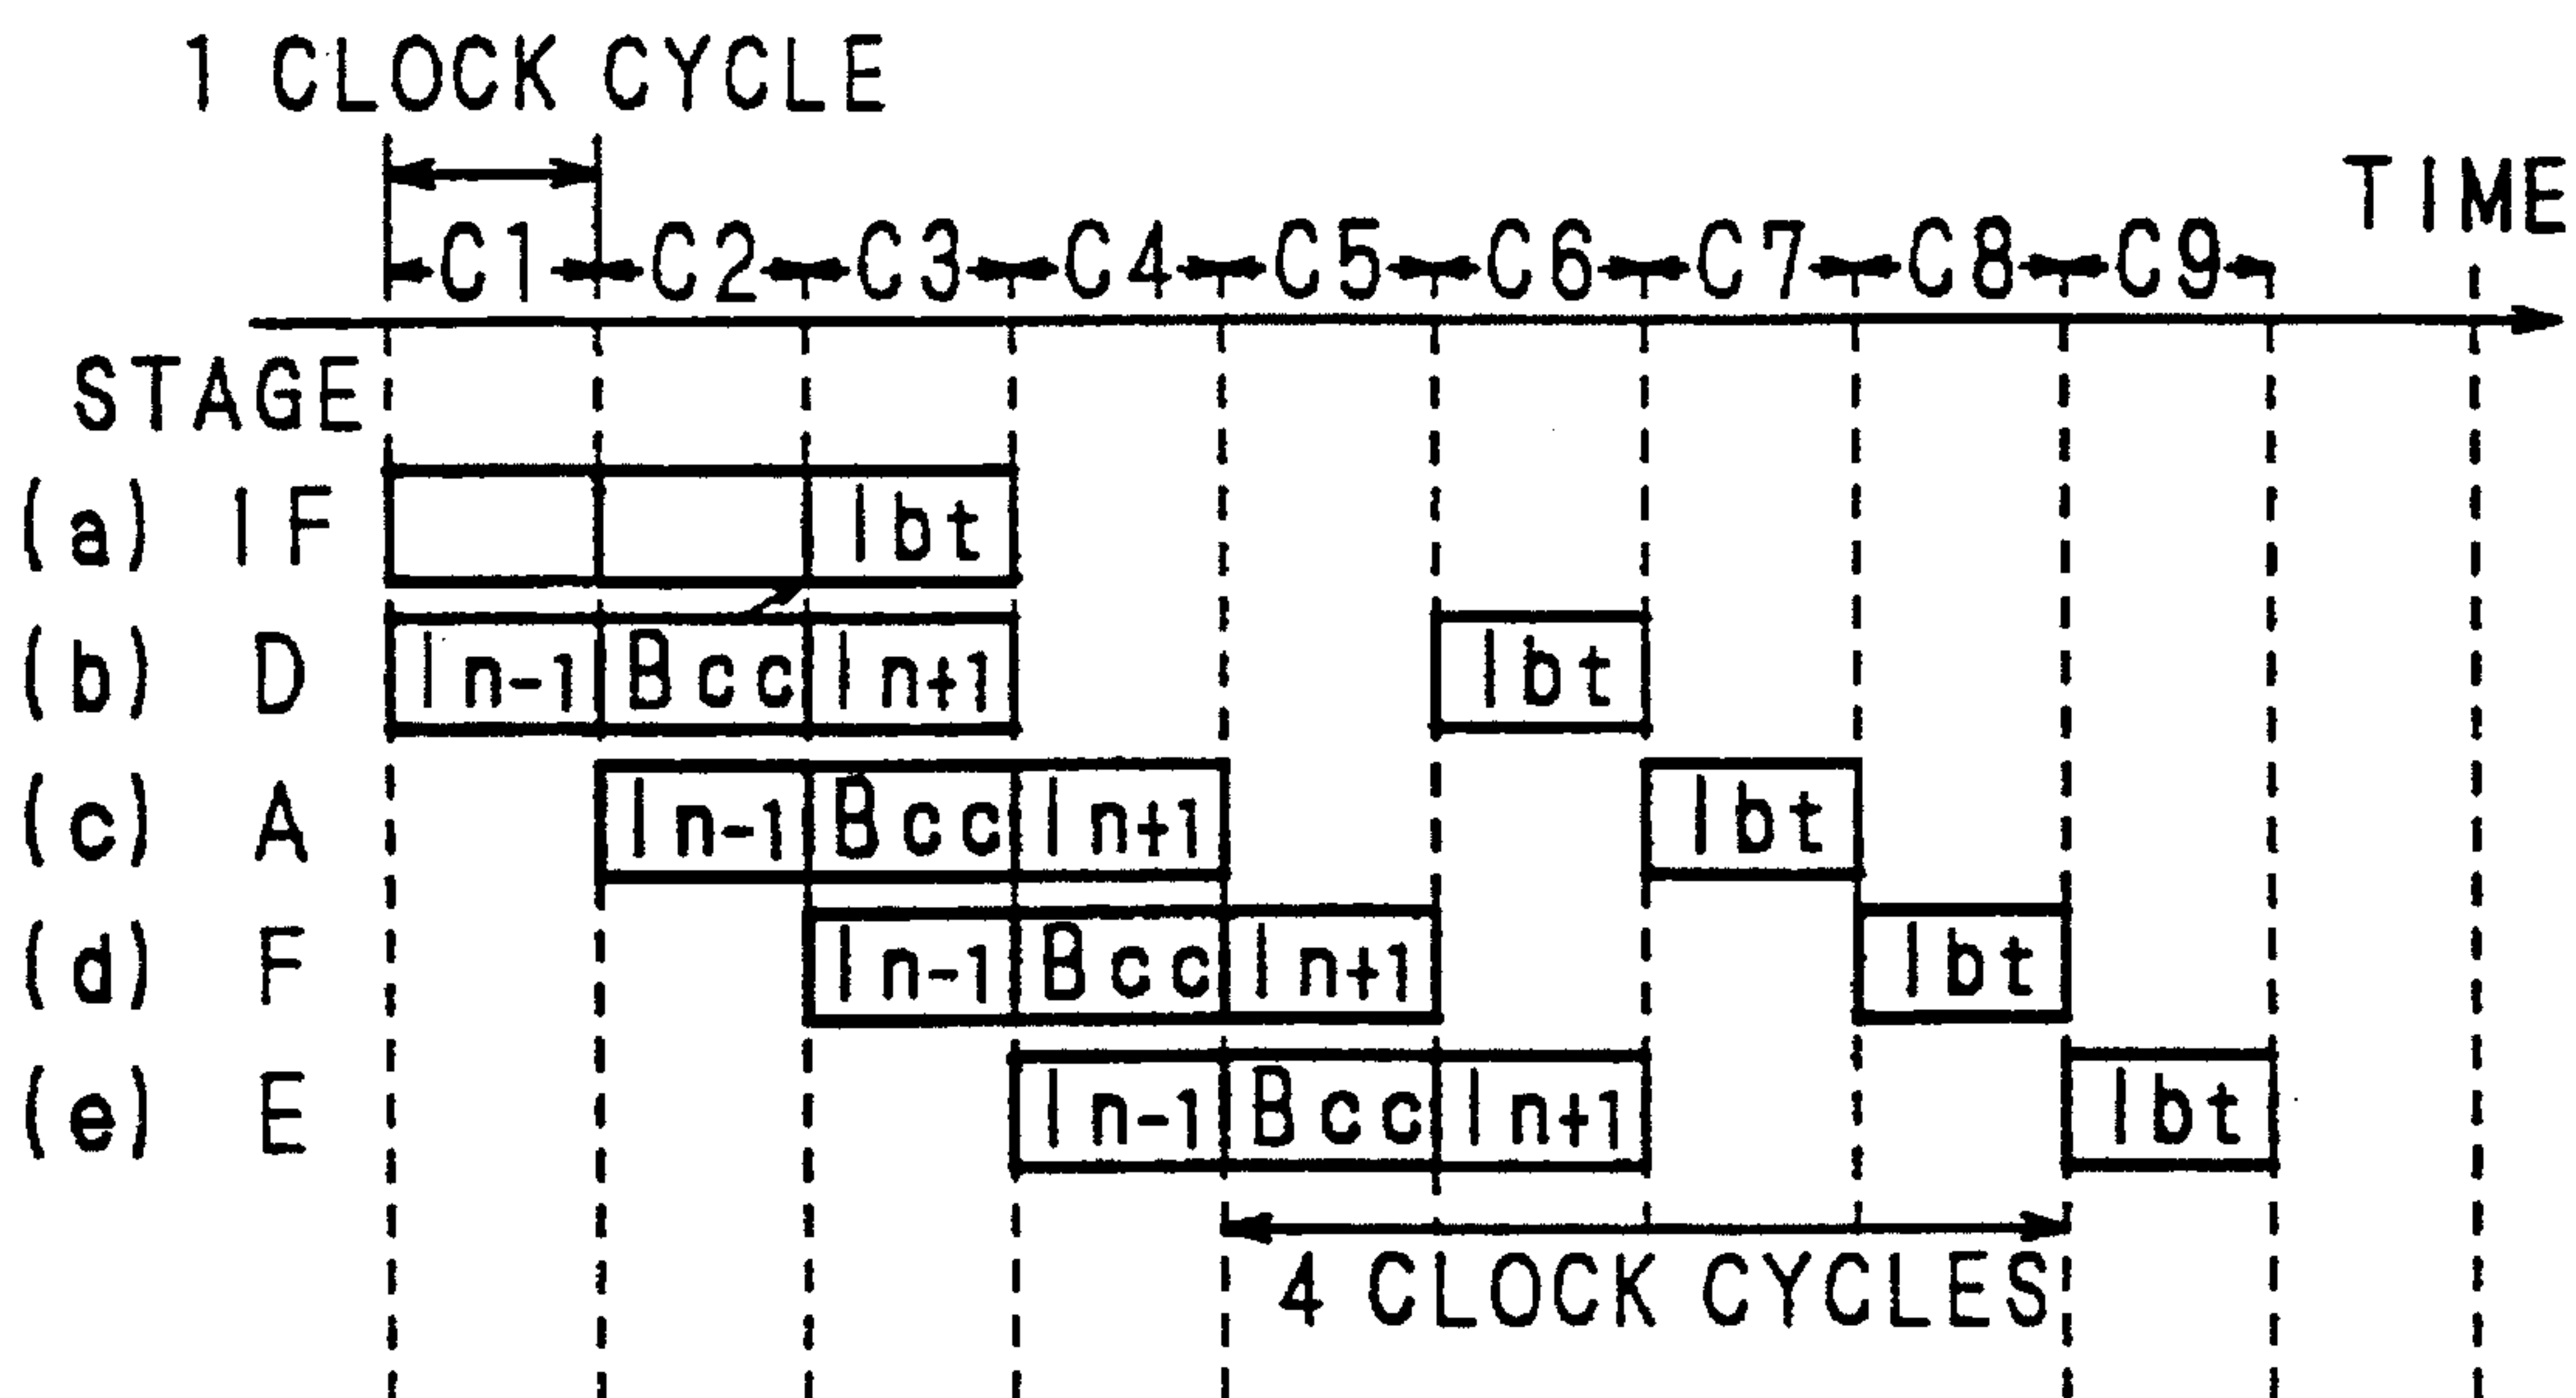 1 CLOCK CYCLE
TIME
C1 C2 C3 C4 C5 C6 C7 C8 C9
STAGE
(a) IF Ibt
(b) D In-1 Bcc In+1 Ibt
(c) A In-1 Bcc In+1 Ibt
(d) F In-1 Bcc In+1 Ibt
(e) E In-1 Bcc In+1 Ibt
4 CLOCK CYCLES